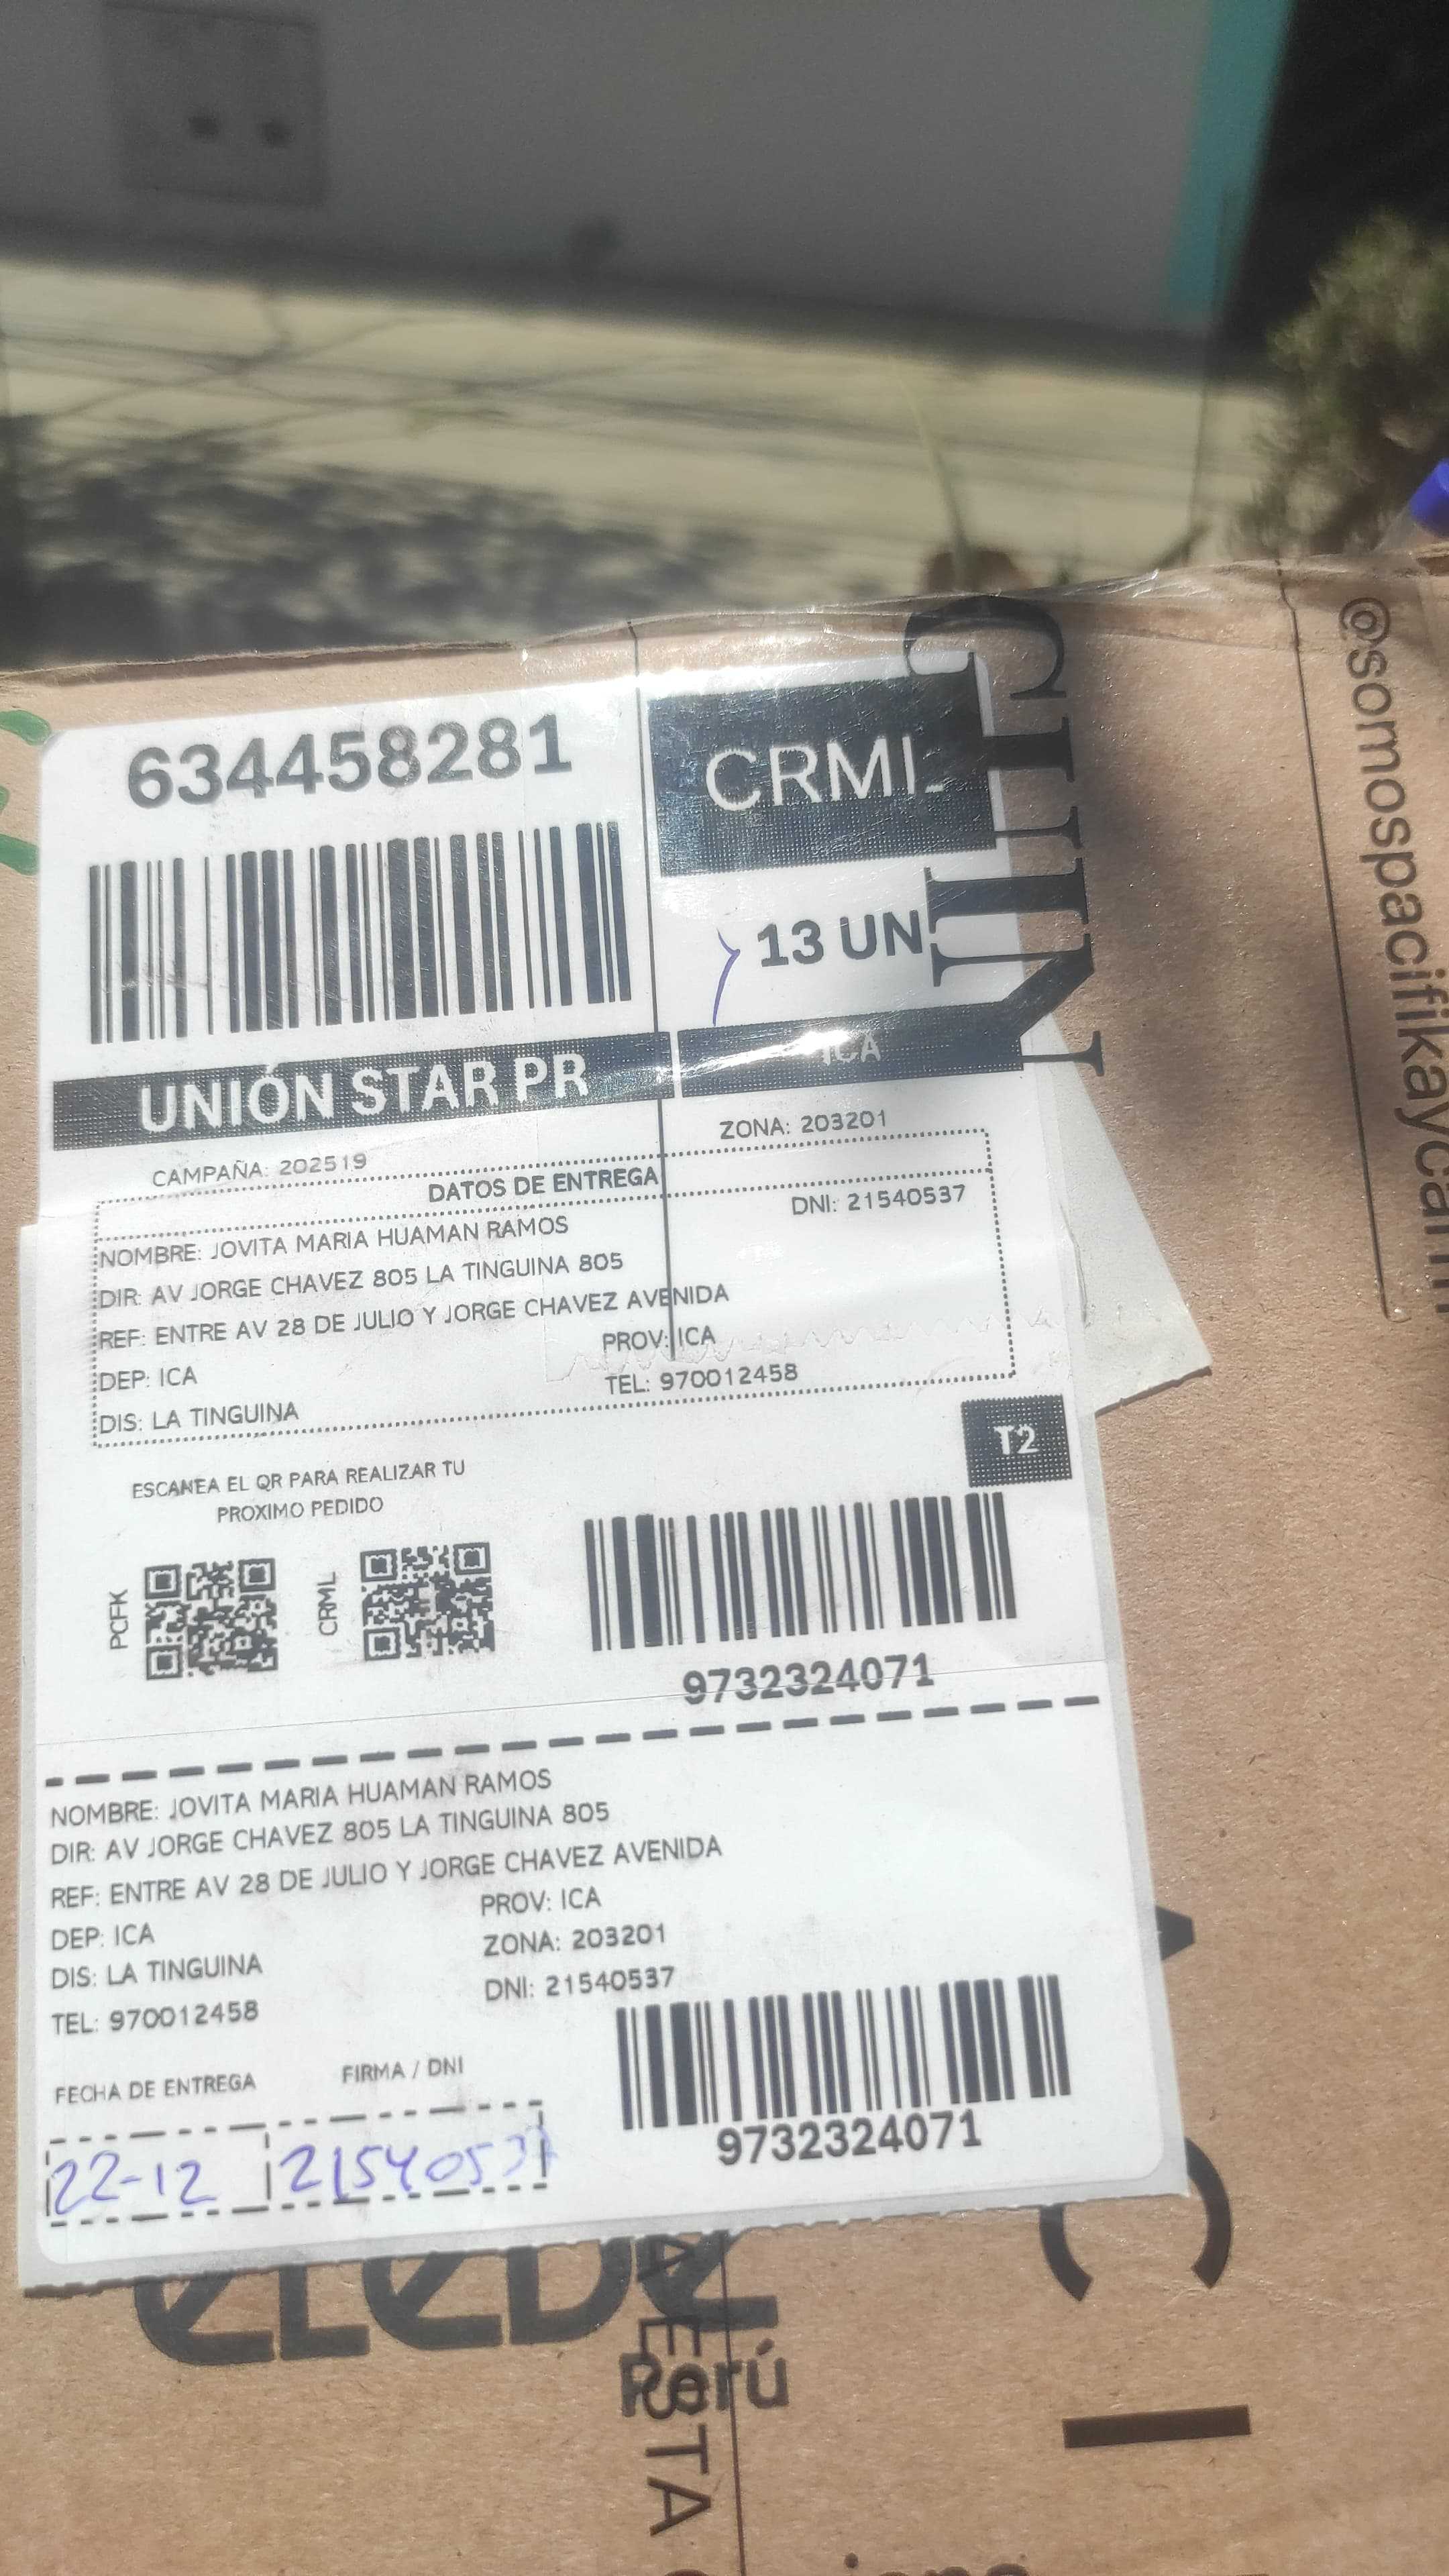 634458281
CRML
13 UN
UNIÓN STAR PR
ICA
CAMPAÑA: 202519
ZONA: 203201
DATOS DE ENTREGA
NOMBRE: JOVITA MARIA HUAMAN RAMOS
DNI: 21540537
DIR: AV JORGE CHAVEZ 805 LA TINGUINA 805
REF: ENTRE AV 28 DE JULIO Y JORGE CHAVEZ AVENIDA
DEP: ICA
PROV: ICA
DIS: LA TINGUINA
TEL: 970012458
T2
ESCANEA EL QR PARA REALIZAR TU
PROXIMO PEDIDO
PCFK
CRML
9732324071
NOMBRE: JOVITA MARIA HUAMAN RAMOS
DIR: AV JORGE CHAVEZ 805 LA TINGUINA 805
REF: ENTRE AV 28 DE JULIO Y JORGE CHAVEZ AVENIDA
DEP: ICA
PROV: ICA
DIS: LA TINGUINA
ZONA: 203201
TEL: 970012458
DNI: 21540537
FECHA DE ENTREGA
FIRMA / DNI
22-12
21540537
9732324071
Perú